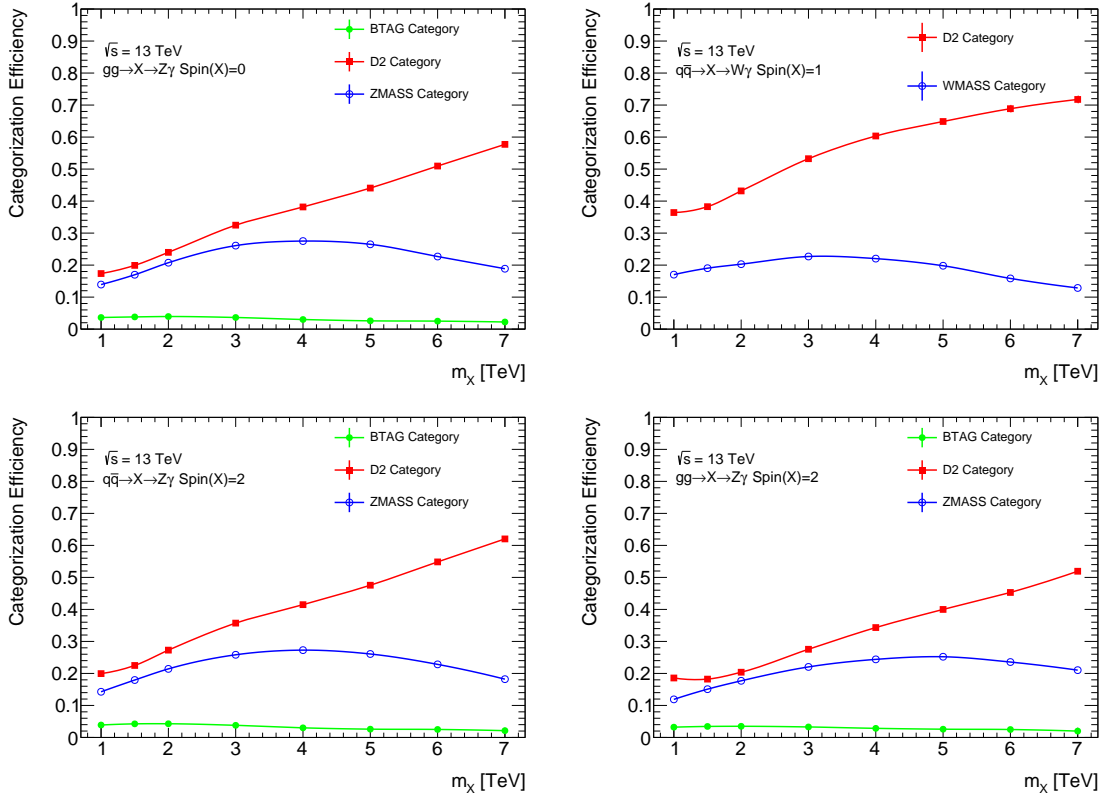 Categorization Efficiency
1
0.9
0.8
0.7
0.6
0.5
0.4
0.3
0.2
0.1
0
√s = 13 TeV
gg→X→Zγ Spin(X)=0
BTAG Category
D2 Category
ZMASS Category
1 2 3 4 5 6 7
m_X [TeV]
Categorization Efficiency
1
0.9
0.8
0.7
0.6
0.5
0.4
0.3
0.2
0.1
0
√s = 13 TeV
qq̄→X→Wγ Spin(X)=1
D2 Category
WMASS Category
1 2 3 4 5 6 7
m_X [TeV]
Categorization Efficiency
1
0.9
0.8
0.7
0.6
0.5
0.4
0.3
0.2
0.1
0
√s = 13 TeV
qq̄→X→Zγ Spin(X)=2
BTAG Category
D2 Category
ZMASS Category
1 2 3 4 5 6 7
m_X [TeV]
Categorization Efficiency
1
0.9
0.8
0.7
0.6
0.5
0.4
0.3
0.2
0.1
0
√s = 13 TeV
gg→X→Zγ Spin(X)=2
BTAG Category
D2 Category
ZMASS Category
1 2 3 4 5 6 7
m_X [TeV]